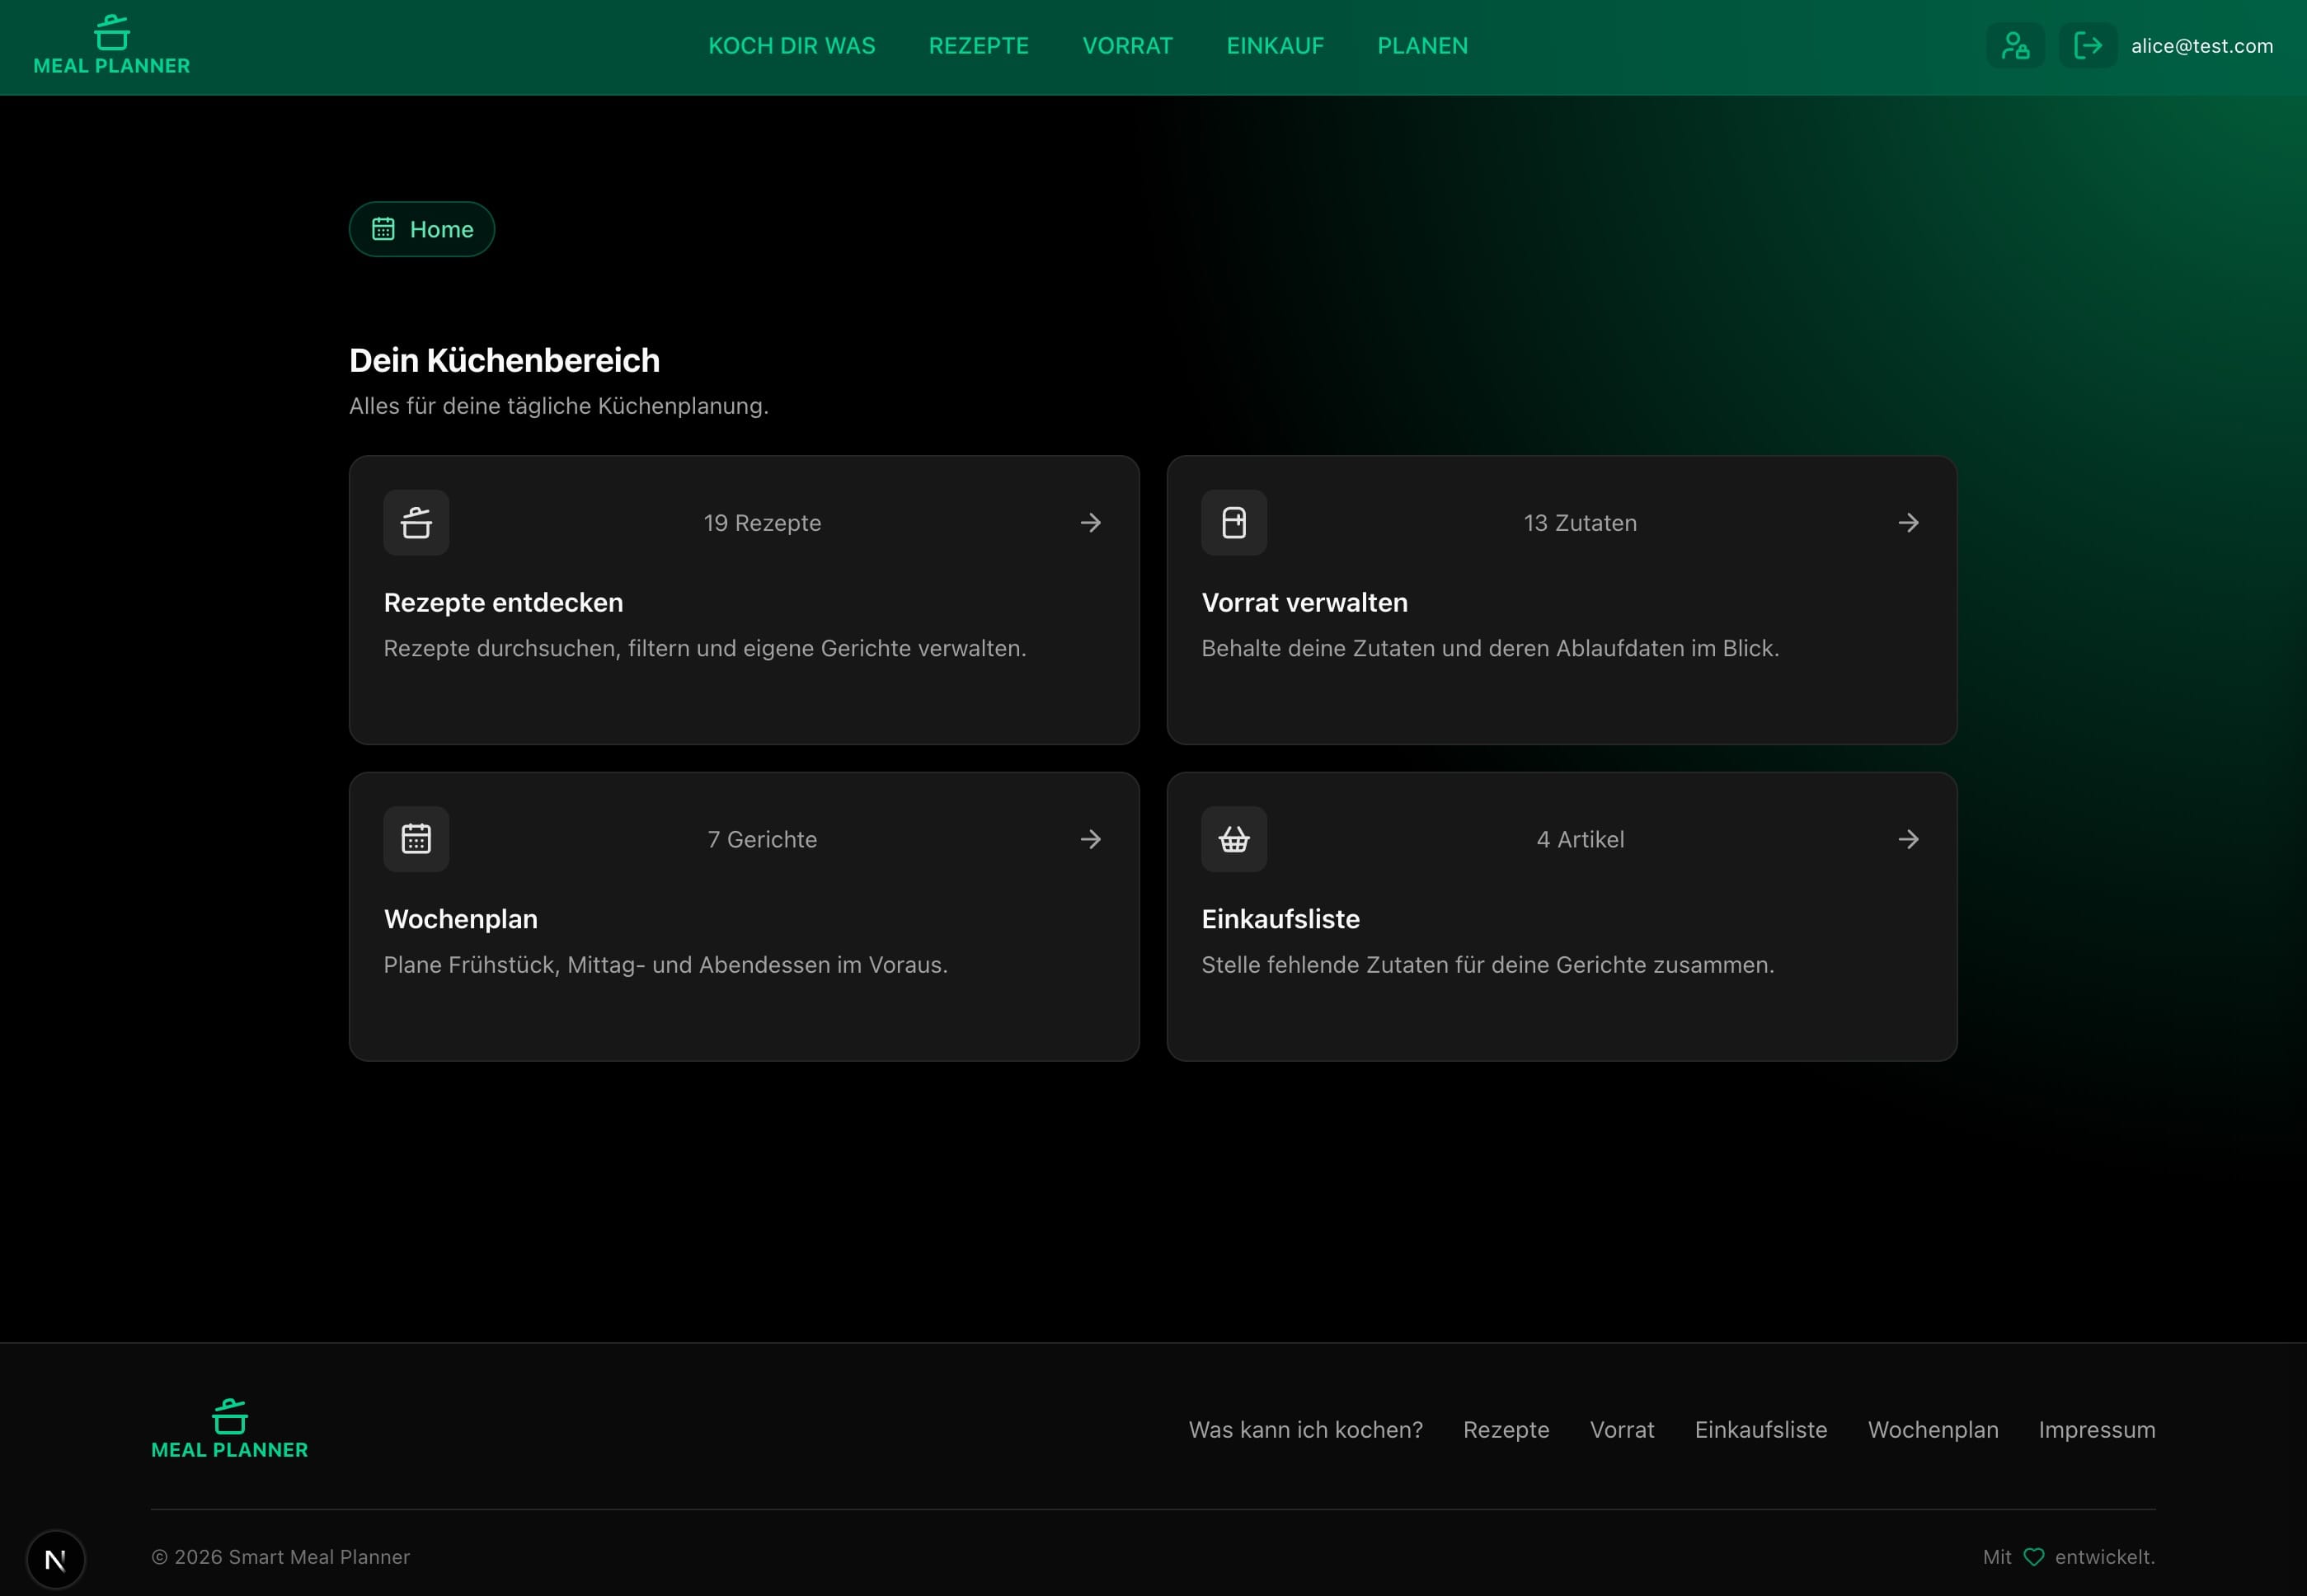 MEAL PLANNER
KOCH DIR WAS REZEPTE VORRAT EINKAUF PLANEN
alice@test.com
Home
Dein Küchenbereich
Alles für deine tägliche Küchenplanung.
19 Rezepte
Rezepte entdecken
Rezepte durchsuchen, filtern und eigene Gerichte verwalten.
13 Zutaten
Vorrat verwalten
Behalte deine Zutaten und deren Ablaufdaten im Blick.
7 Gerichte
Wochenplan
Plane Frühstück, Mittag- und Abendessen im Voraus.
4 Artikel
Einkaufsliste
Stelle fehlende Zutaten für deine Gerichte zusammen.
MEAL PLANNER
Was kann ich kochen? Rezepte Vorrat Einkaufsliste Wochenplan Impressum
N
© 2026 Smart Meal Planner
Mit entwickelt.